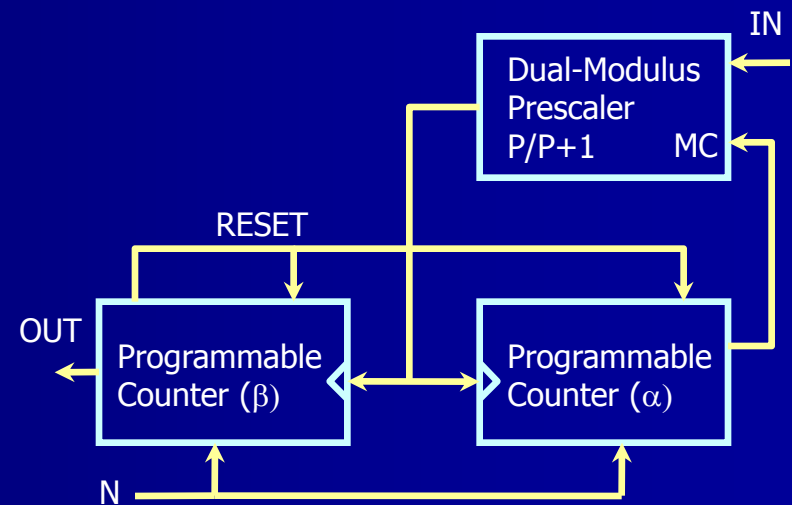 IN
Dual-Modulus
Prescaler
P/P+1 MC
RESET
OUT
Programmable
Counter (β)
Programmable
Counter (α)
N